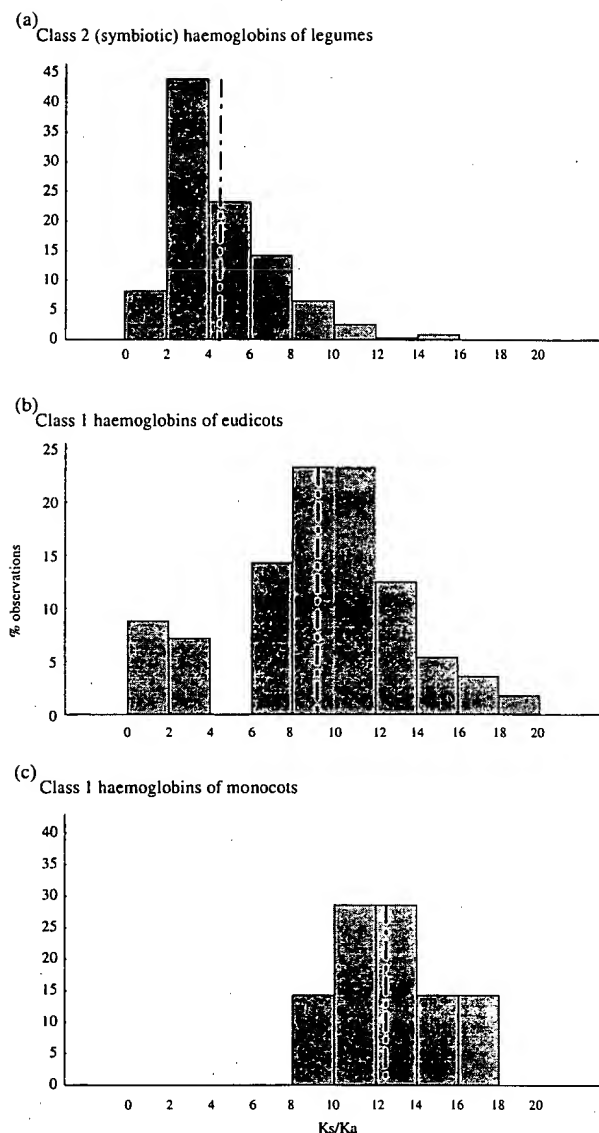 (a)
Class 2 (symbiotic) haemoglobins of legumes
45
40
35
30
25
20
15
10
5
0
0 2 4 6 8 10 12 14 16 18 20
(b)
Class 1 haemoglobins of eudicots
% observations
25
20
15
10
5
0
0 2 4 6 8 10 12 14 16 18 20
(c)
Class 1 haemoglobins of monocots
40
35
30
25
20
15
10
5
0
0 2 4 6 8 10 12 14 16 18 20
Ks/Ka